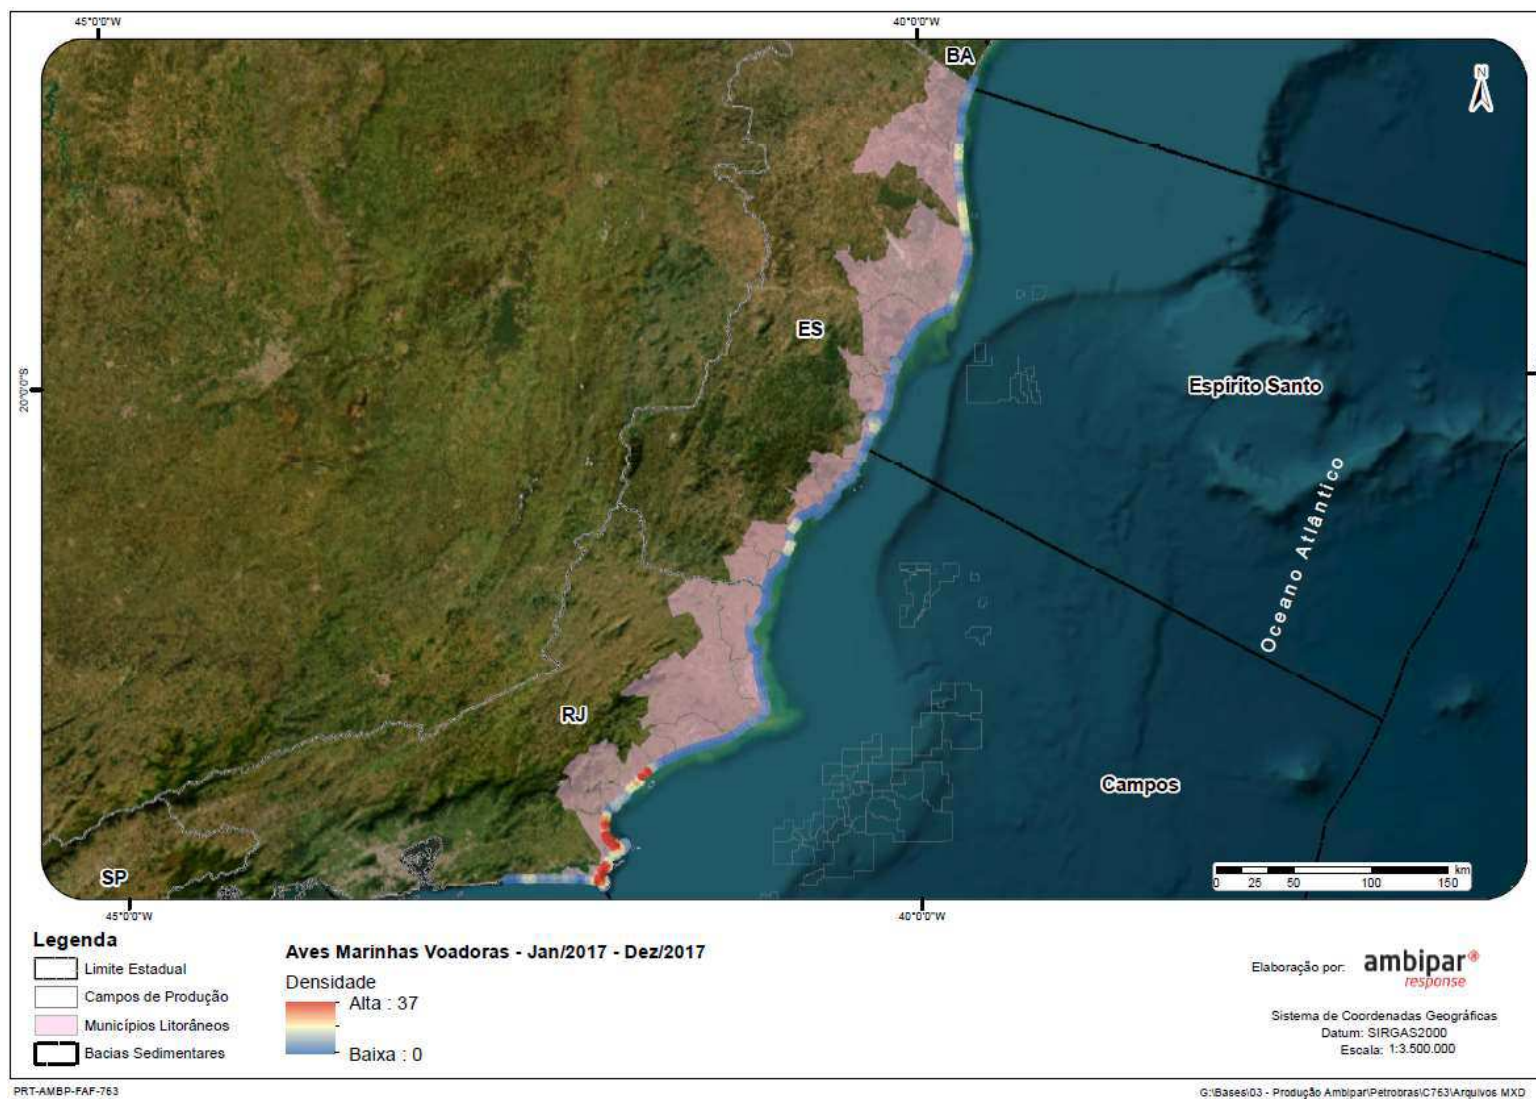 45°0'0"W
40°0'0"W
BA
N
ES
20°0'0"S
Espírito Santo
Oceano Atlântico
RJ
Campos
SP
km
0 25 50 100 150
45°0'0"W
40°0'0"W
Legenda
Limite Estadual
Campos de Produção
Municípios Litorâneos
Bacias Sedimentares
Aves Marinhas Voadoras - Jan/2017 - Dez/2017
Densidade
Alta : 37
Baixa : 0
Elaboração por:
ambipar®
response
Sistema de Coordenadas Geográficas
Datum: SIRGAS2000
Escala: 1:3.500.000
PRT-AMBP-FAF-763
G:\Bases\03 - Produção Ambipar\Petrobras\C763\Arquivos MXD